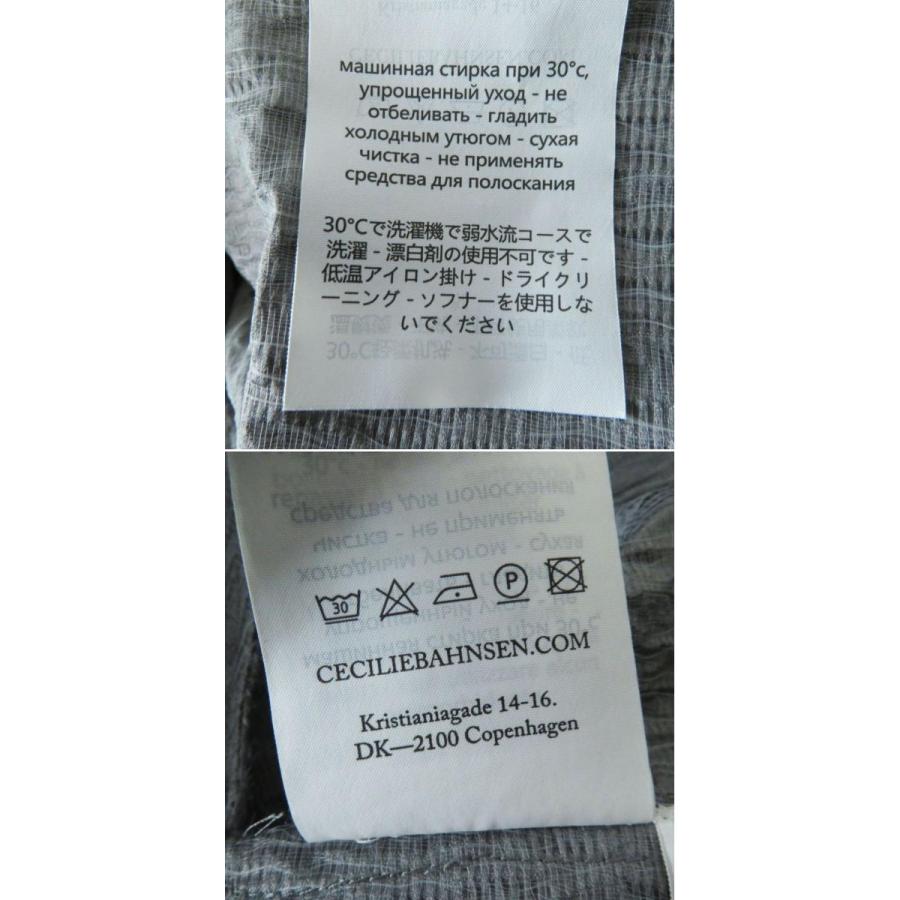 машинная стирка при 30°с,
упрощенный уход - не
отбеливать - гладить
холодным утюгом - сухая
чистка - не применять
средства для полоскания
30℃で洗濯機で弱水流コースで
洗濯 - 漂白剤の使用不可です -
低温アイロン掛け - ドライクリ
ーニング - ソフナーを使用しな
いでください
30 P
CECILIEBAHNSEN.COM
Kristianiagade 14-16.
DK—2100 Copenhagen